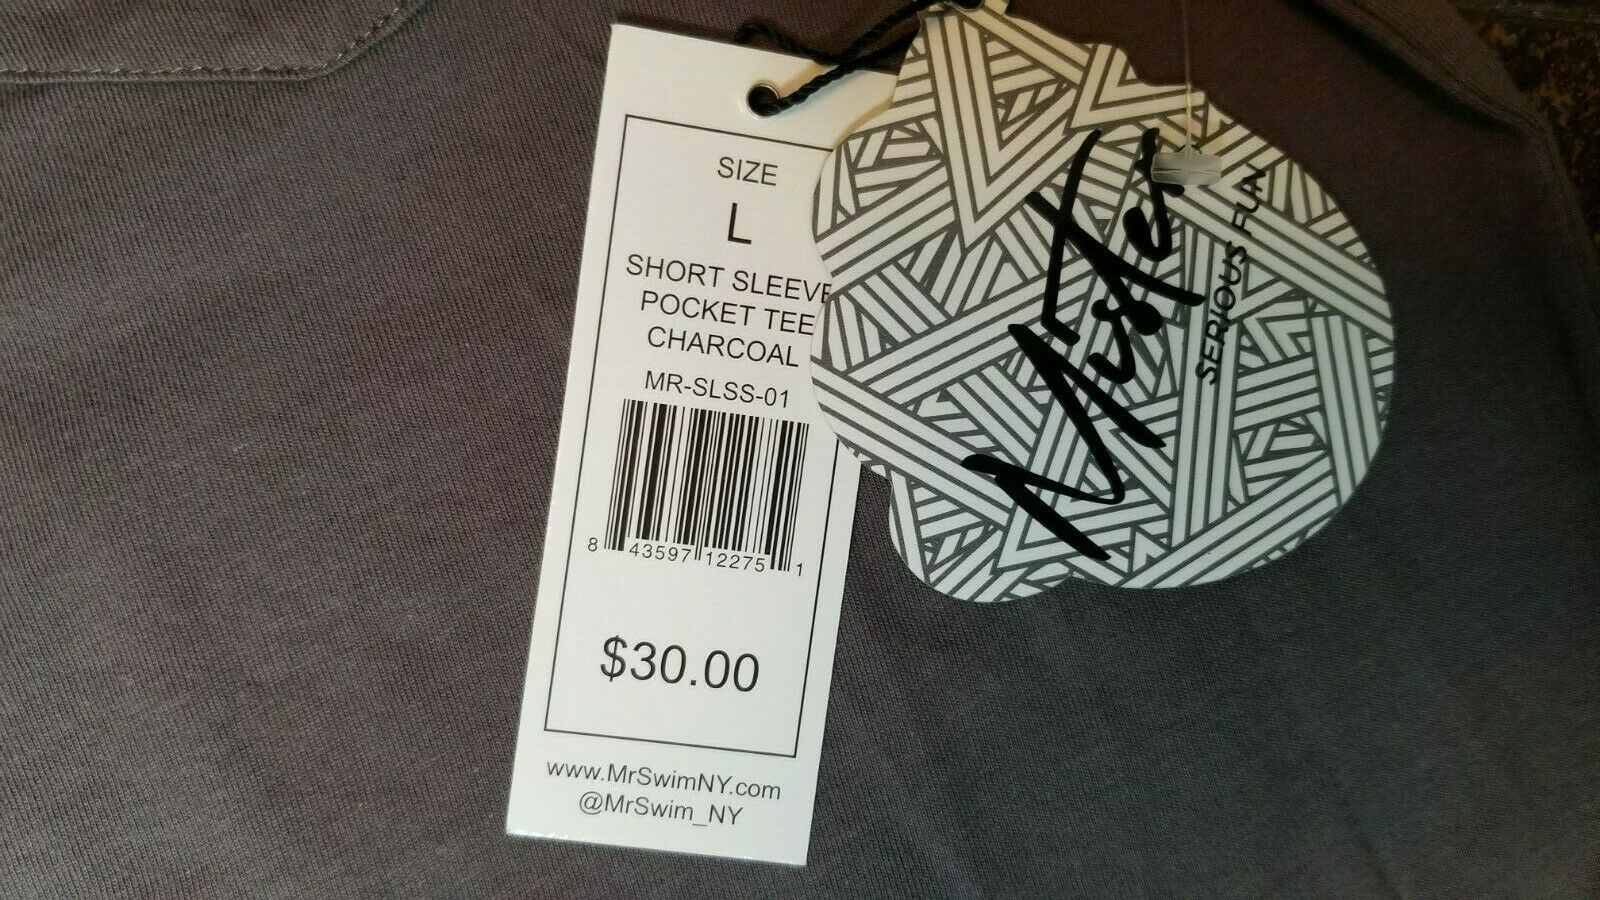 SIZE
L
SHORT SLEEVE
POCKET TEE
CHARCOAL
MR-SLSS-01
8 43597 12275 1
$30.00
www.MrSwimNY.com
@MrSwim_NY
Mister
SERIOUS FUN